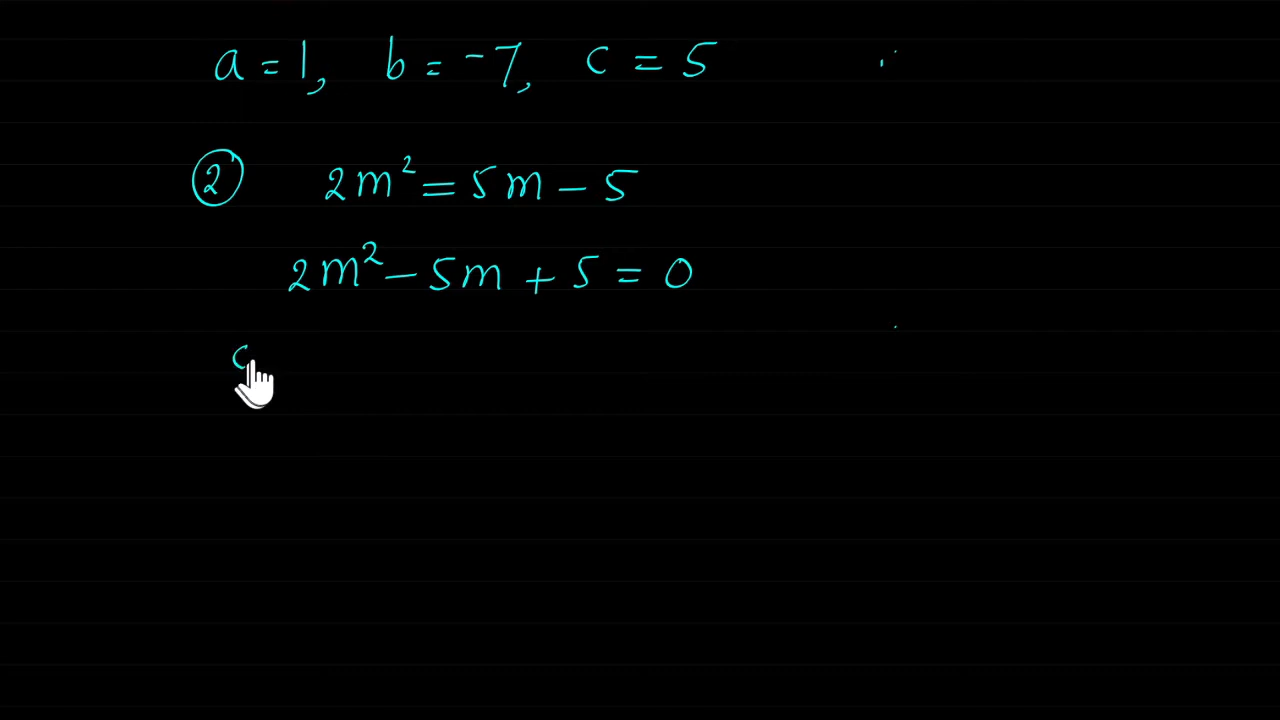 a = 1, b = -7, c = 5
② 2m² = 5m - 5
2m² - 5m + 5 = 0